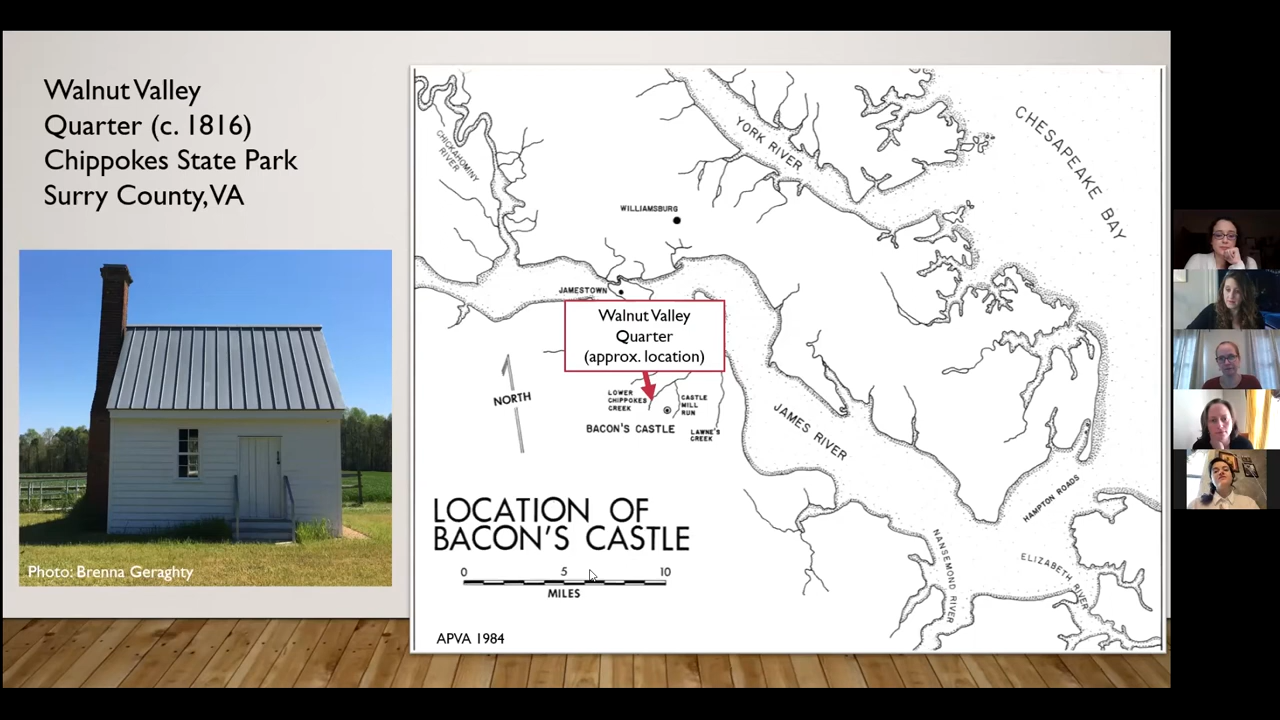 Walnut Valley
Quarter (c. 1816)
Chippokes State Park
Surry County, VA
Photo: Brenna Geraghty
CHICKAHOMINY
RIVER
YORK RIVER
CHESAPEAKE BAY
WILLIAMSBURG
JAMESTOWN
Walnut Valley
Quarter
(approx. location)
NORTH
LOWER
CHIPPOKES
CREEK
CASTLE
MILL
RUN
BACON'S CASTLE
LAWNE'S
CREEK
JAMES RIVER
HAMPTON ROADS
NANSEMOND RIVER
ELIZABETH RIVER
LOCATION OF
BACON'S CASTLE
0 5 10
MILES
APVA 1984